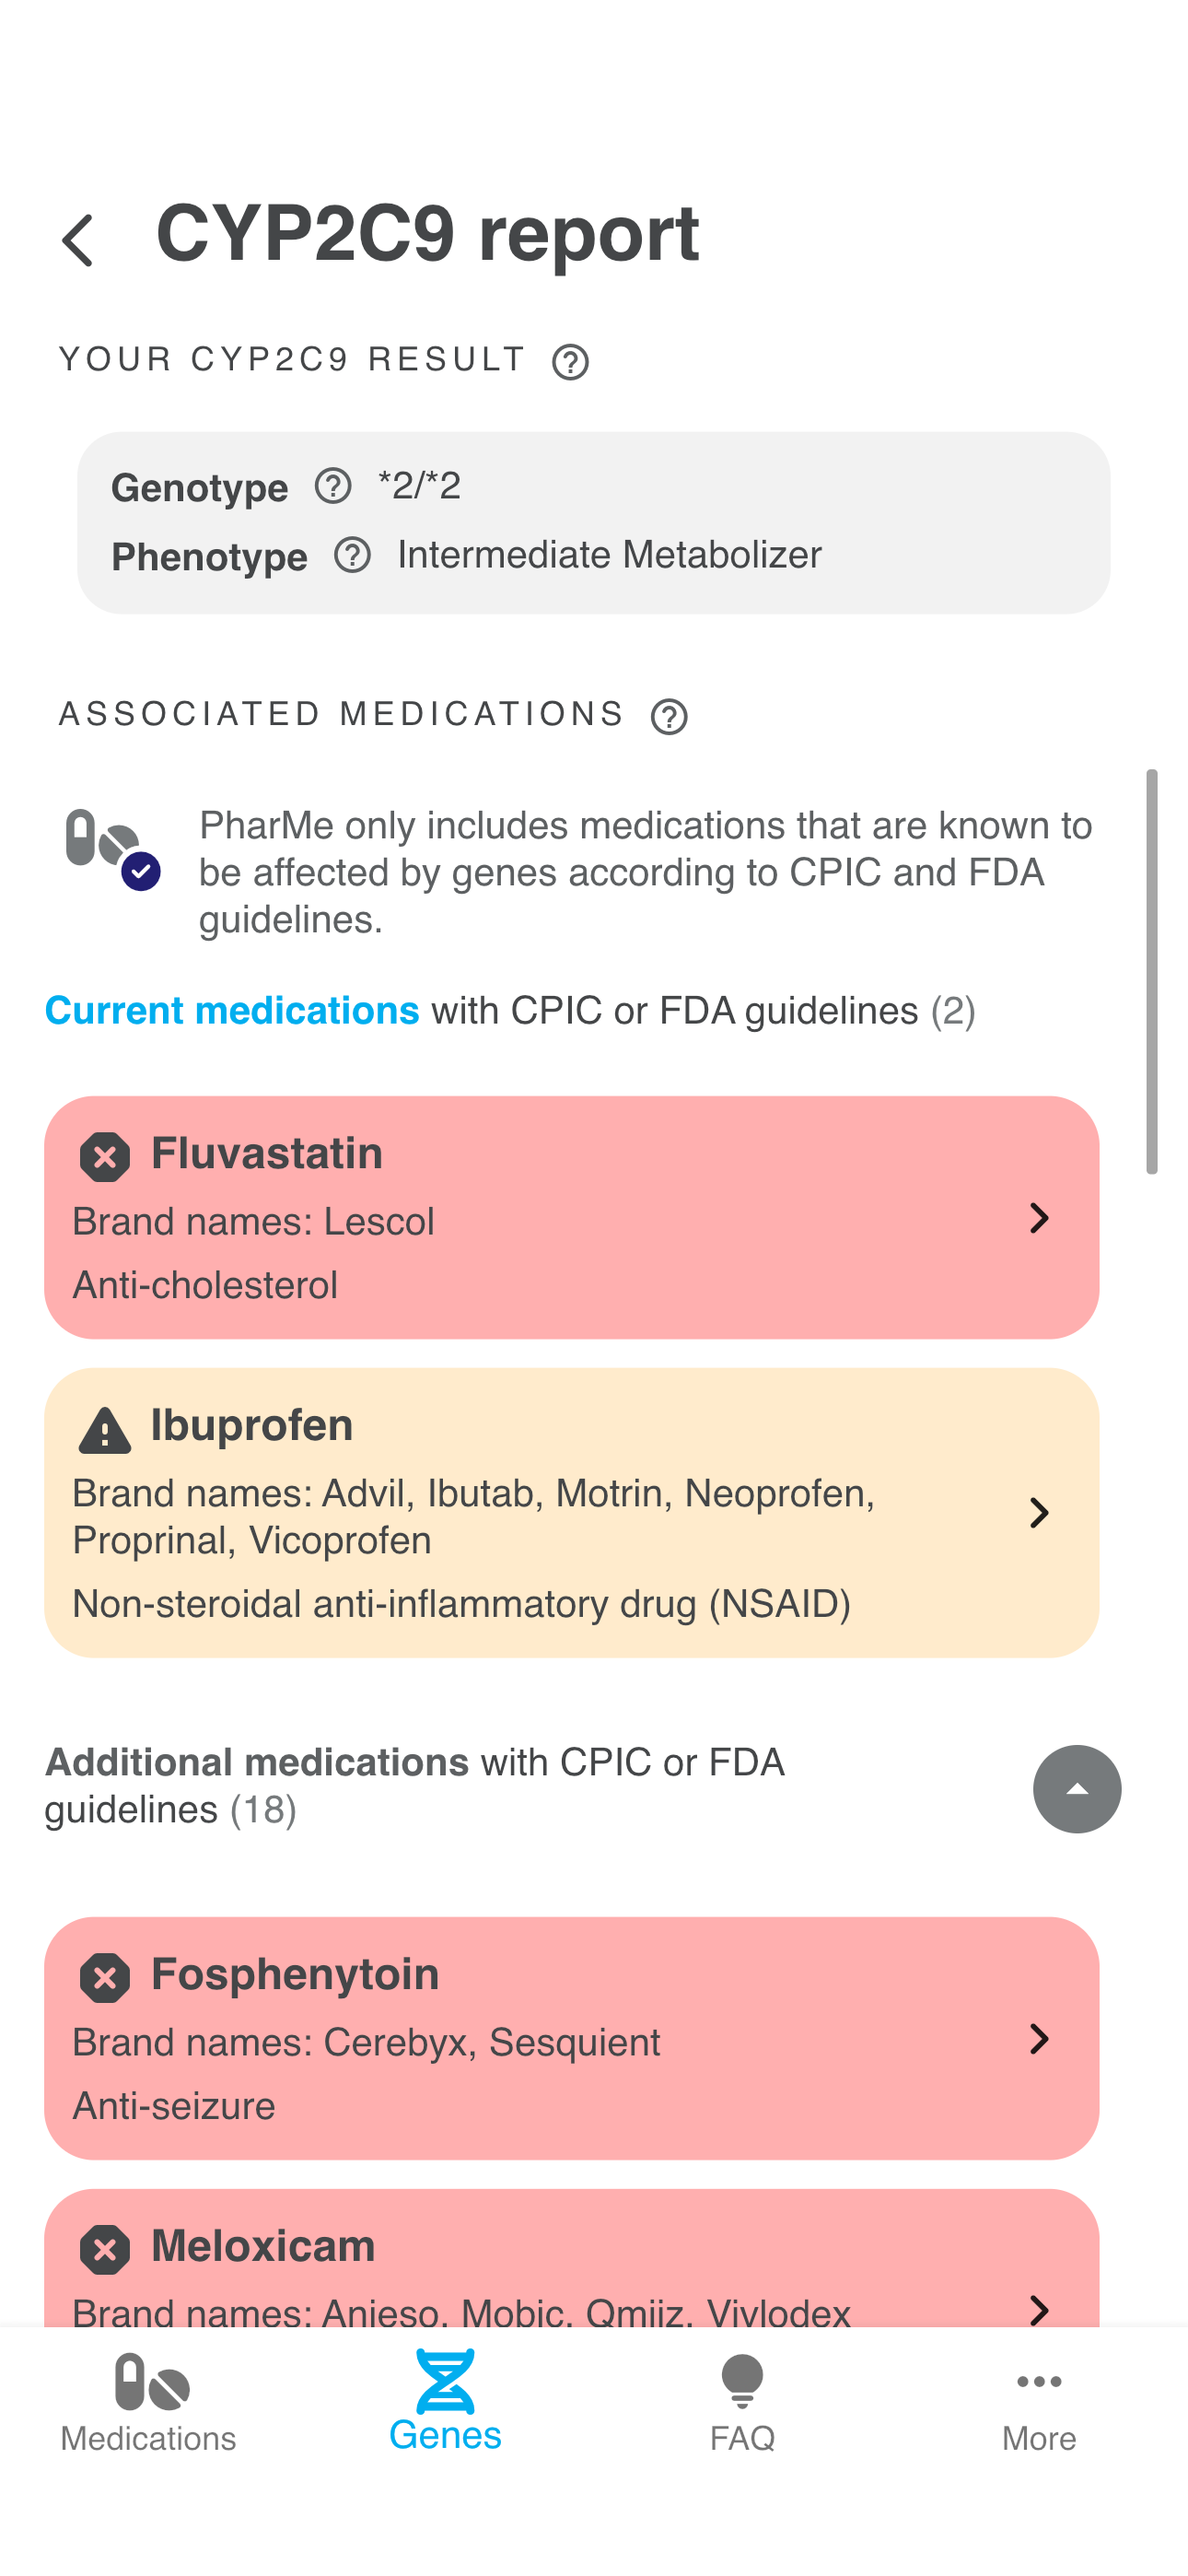 CYP2C9 report
YOUR CYP2C9 RESULT
Genotype *2/*2
Phenotype Intermediate Metabolizer
ASSOCIATED MEDICATIONS
PharMe only includes medications that are known to
be affected by genes according to CPIC and FDA
guidelines.
Current medications with CPIC or FDA guidelines (2)
Fluvastatin
Brand names: Lescol
Anti-cholesterol
Ibuprofen
Brand names: Advil, Ibutab, Motrin, Neoprofen,
Proprinal, Vicoprofen
Non-steroidal anti-inflammatory drug (NSAID)
Additional medications with CPIC or FDA
guidelines (18)
Fosphenytoin
Brand names: Cerebyx, Sesquient
Anti-seizure
Meloxicam
Brand names: Anjeso, Mobic, Qmiiz, Vivlodex
Medications
Genes
FAQ
More